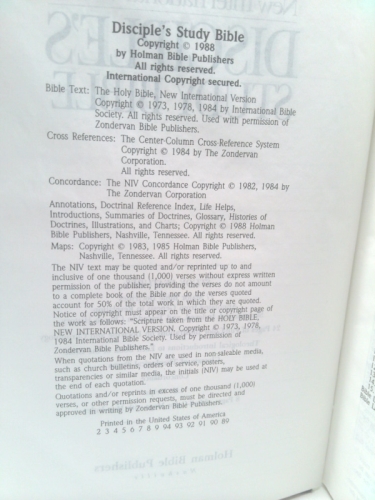 Disciple's Study Bible
Copyright © 1988
by Holman Bible Publishers
All rights reserved.
International Copyright secured.
Bible Text: The Holy Bible, New International Version
Copyright © 1973, 1978, 1984 by International Bible
Society. All rights reserved. Used with permission of
Zondervan Bible Publishers.
Cross References: The Center-Column Cross-Reference System
Copyright © 1984 by The Zondervan
Corporation.
All rights reserved.
Concordance: The NIV Concordance Copyright © 1982, 1984 by
The Zondervan Corporation
Annotations, Doctrinal Reference Index, Life Helps,
Introductions, Summaries of Doctrines, Glossary, Histories of
Doctrines, Illustrations, and Charts; Copyright © 1988 Holman
Bible Publishers, Nashville, Tennessee. All rights reserved.
Maps: Copyright © 1983, 1985 Holman Bible Publishers,
Nashville, Tennessee. All rights reserved.
The NIV text may be quoted and/or reprinted up to and
inclusive of one thousand (1,000) verses without express written
permission of the publisher, providing the verses do not amount
to a complete book of the Bible nor do the verses quoted
account for 50% of the total work in which they are quoted.
Notice of copyright must appear on the title or copyright page of
the work as follows: "Scripture taken from the HOLY BIBLE,
NEW INTERNATIONAL VERSION. Copyright © 1973, 1978,
1984 International Bible Society. Used by permission of
Zondervan Bible Publishers."
When quotations from the NIV are used in non-saleable media,
such as church bulletins, orders of service, posters,
transparencies or similar media, the initials (NIV) may be used at
the end of each quotation.
Quotations and/or reprints in excess of one thousand (1,000)
verses, or other permission requests, must be directed and
approved in writing by Zondervan Bible Publishers.
Printed in the United States of America
2 3 4 5 6 7 8 9 94 93 92 91 90 89